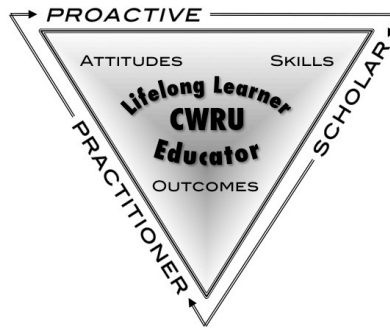 PROACTIVE
ATTITUDES
SKILLS
Lifelong Learner
CWRU
Educator
OUTCOMES
PRACTITIONER
SCHOLAR